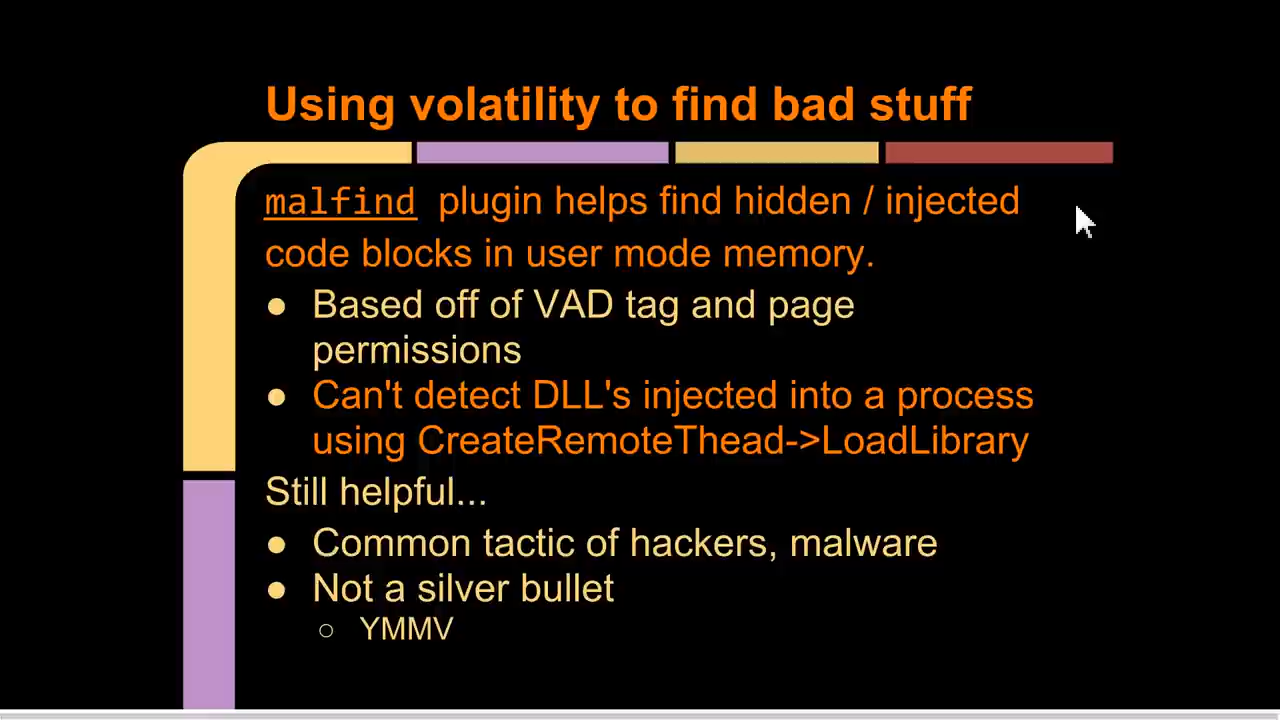 Using volatility to find bad stuff
malfind plugin helps find hidden / injected
code blocks in user mode memory.
● Based off of VAD tag and page
permissions
● Can't detect DLL's injected into a process
using CreateRemoteThead->LoadLibrary
Still helpful...
● Common tactic of hackers, malware
● Not a silver bullet
○ YMMV